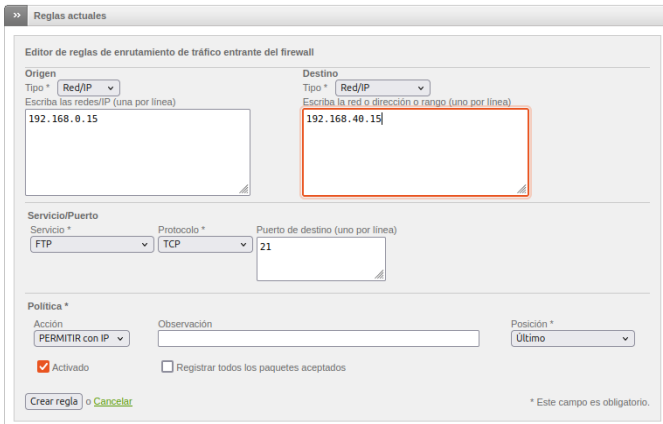 >> Reglas actuales
Editor de reglas de enrutamiento de tráfico entrante del firewall
Origen
Tipo * Red/IP
Escriba las redes/IP (una por línea)
192.168.0.15
Destino
Tipo * Red/IP
Escriba la red o dirección o rango (uno por línea)
192.168.40.15
Servicio/Puerto
Servicio * Protocolo * Puerto de destino (uno por línea)
FTP TCP 21
Política *
Acción Observación Posición *
PERMITIR con IP Último
Activado Registrar todos los paquetes aceptados
Crear regla o Cancelar * Este campo es obligatorio.